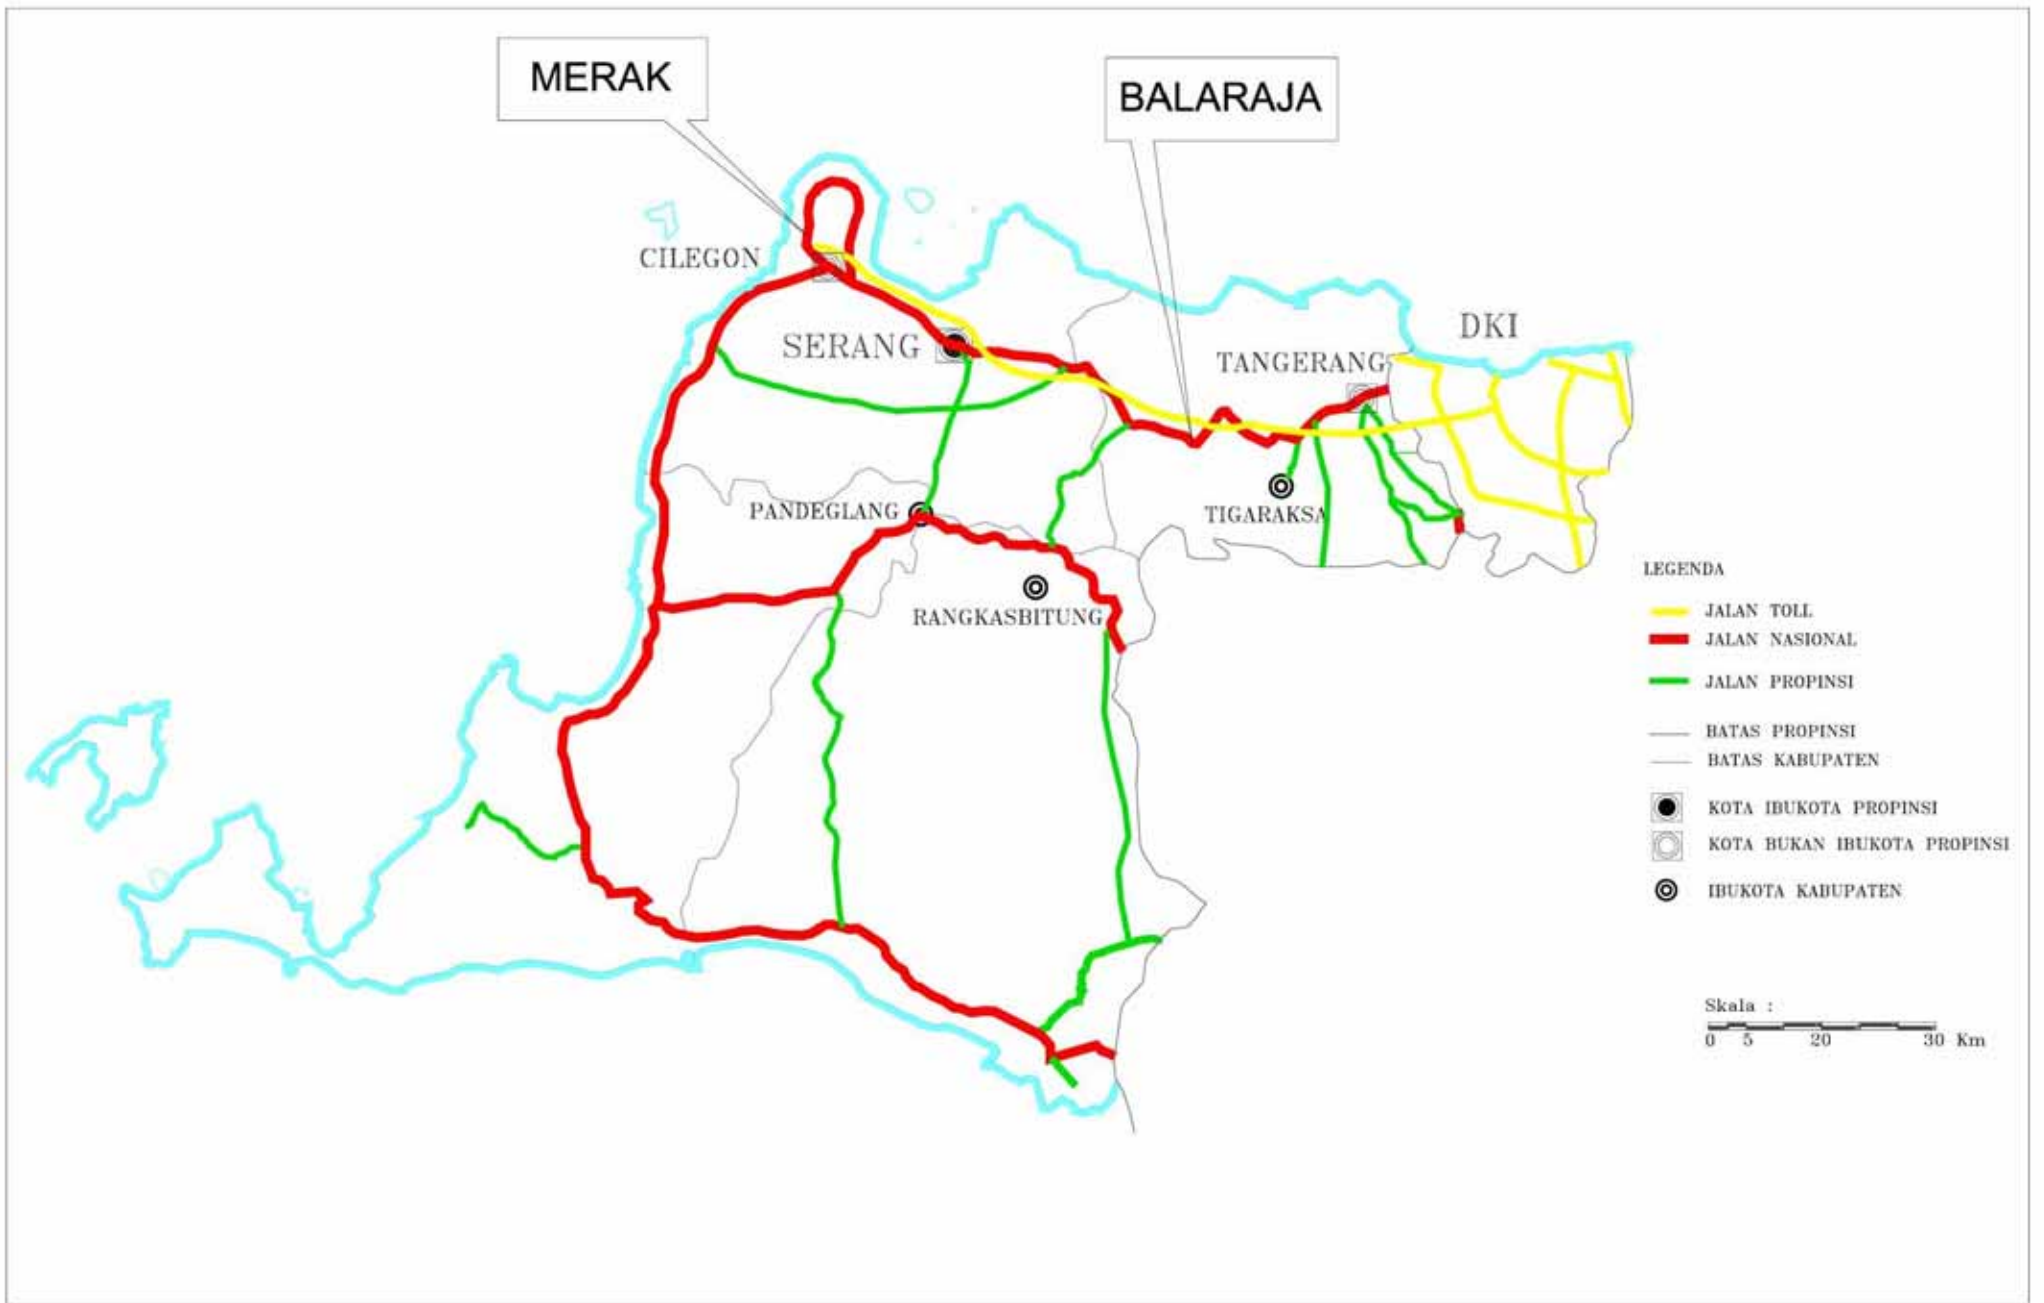 MERAK
BALARAJA
CILEGON
SERANG
DKI
TANGERANG
PANDEGLANG
TIGARAKSA
RANGKASBITUNG
LEGENDA
JALAN TOLL
JALAN NASIONAL
JALAN PROPINSI
BATAS PROPINSI
BATAS KABUPATEN
KOTA IBUKOTA PROPINSI
KOTA BUKAN IBUKOTA PROPINSI
IBUKOTA KABUPATEN
Skala :
0 5 20 30 Km